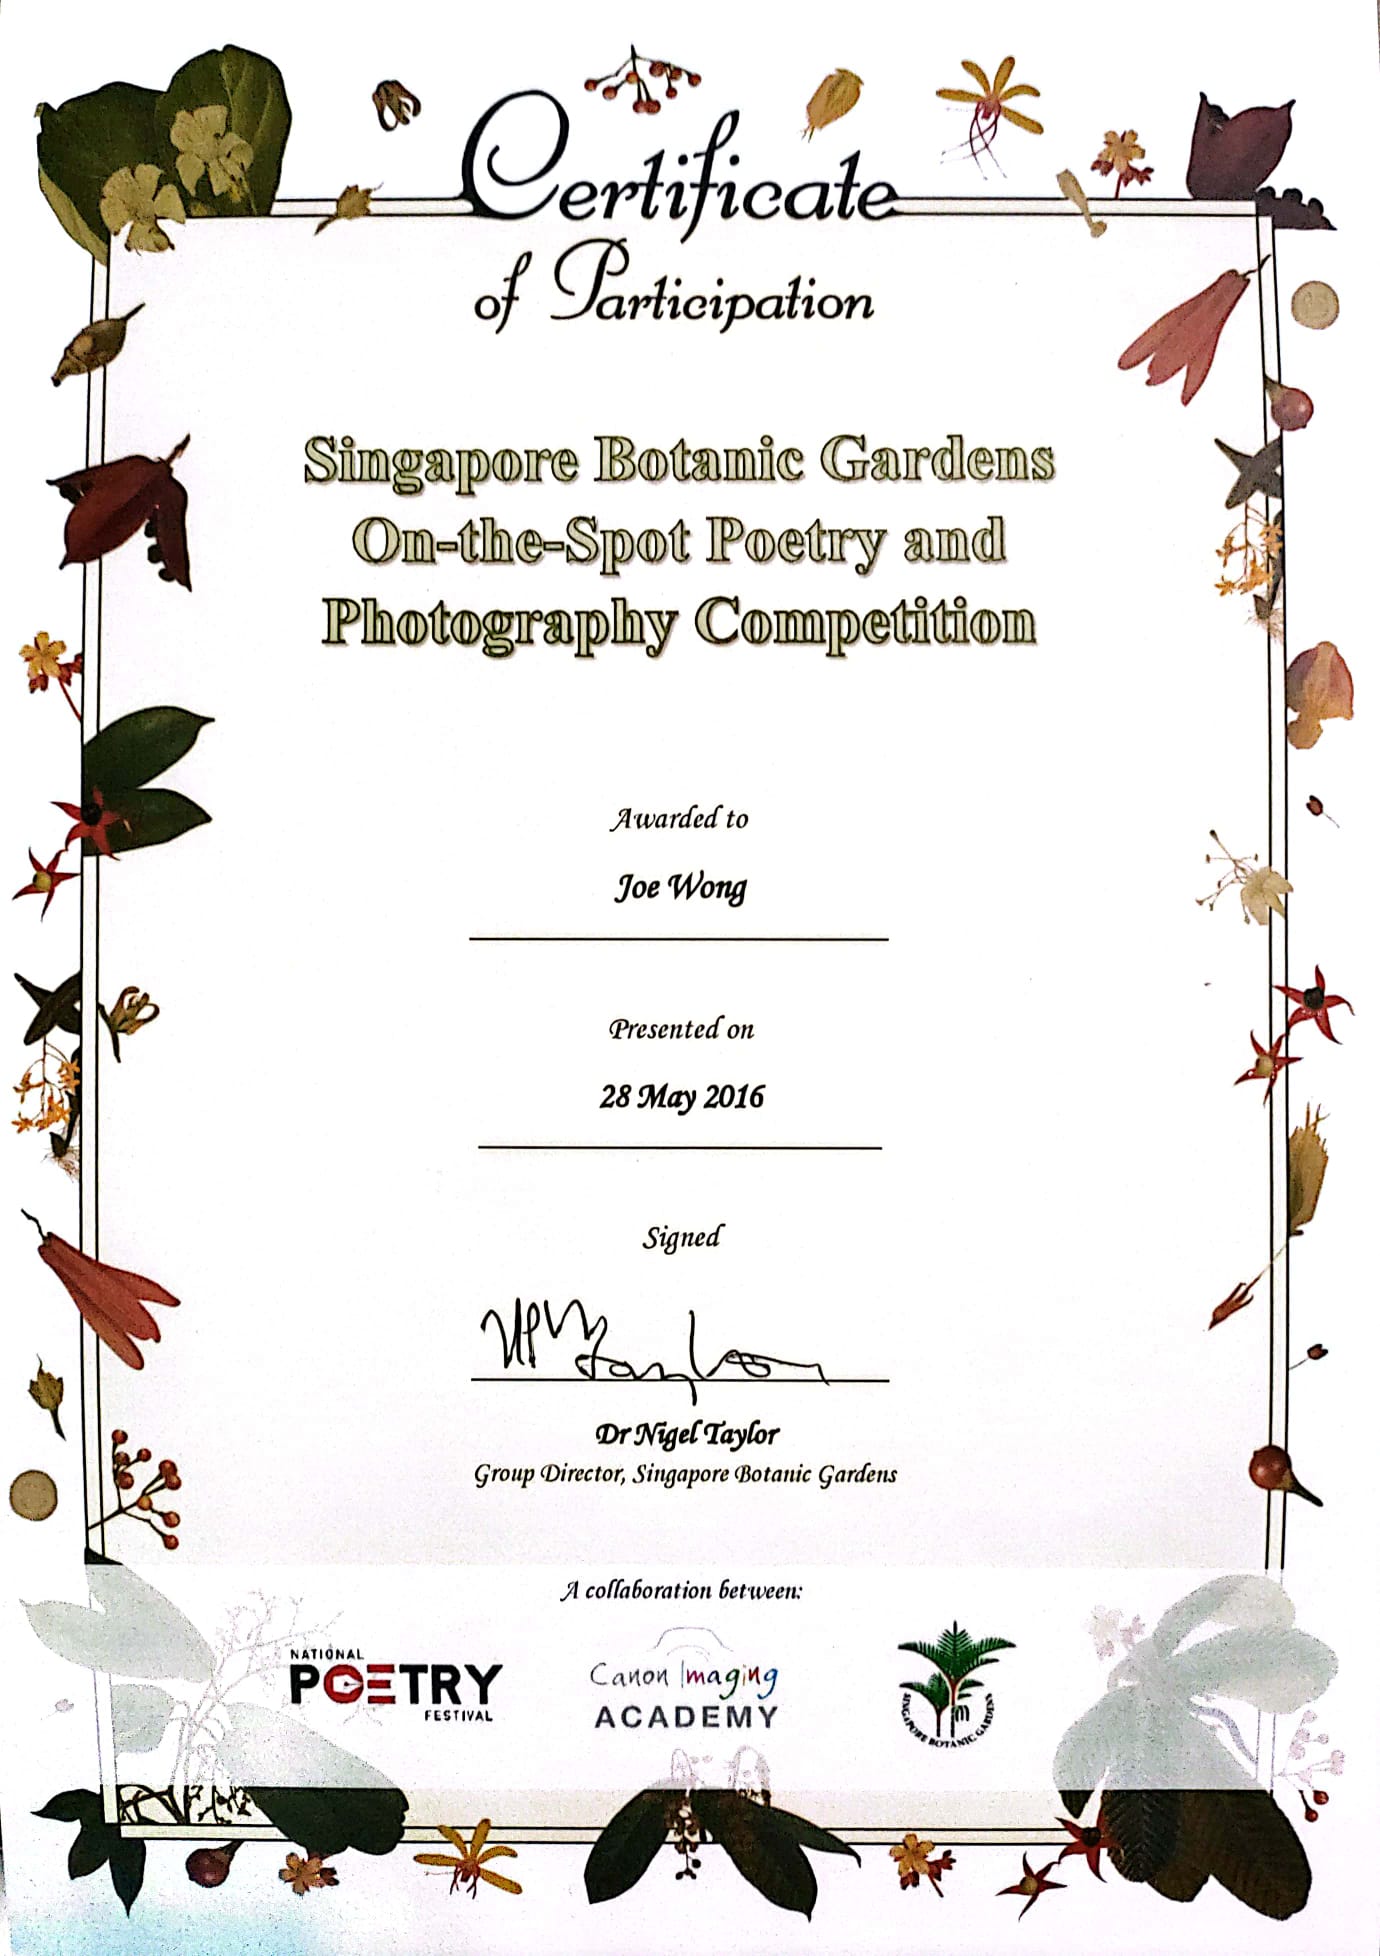 Certificate
of Participation
Singapore Botanic Gardens
On-the-Spot Poetry and
Photography Competition
Awarded to
Joe Wong
Presented on
28 May 2016
Signed
Taylor
Dr Nigel Taylor
Group Director, Singapore Botanic Gardens
A collaboration between:
NATIONAL
POETRY
FESTIVAL
Canon Imaging
ACADEMY
SINGAPORE BOTANIC GARDENS